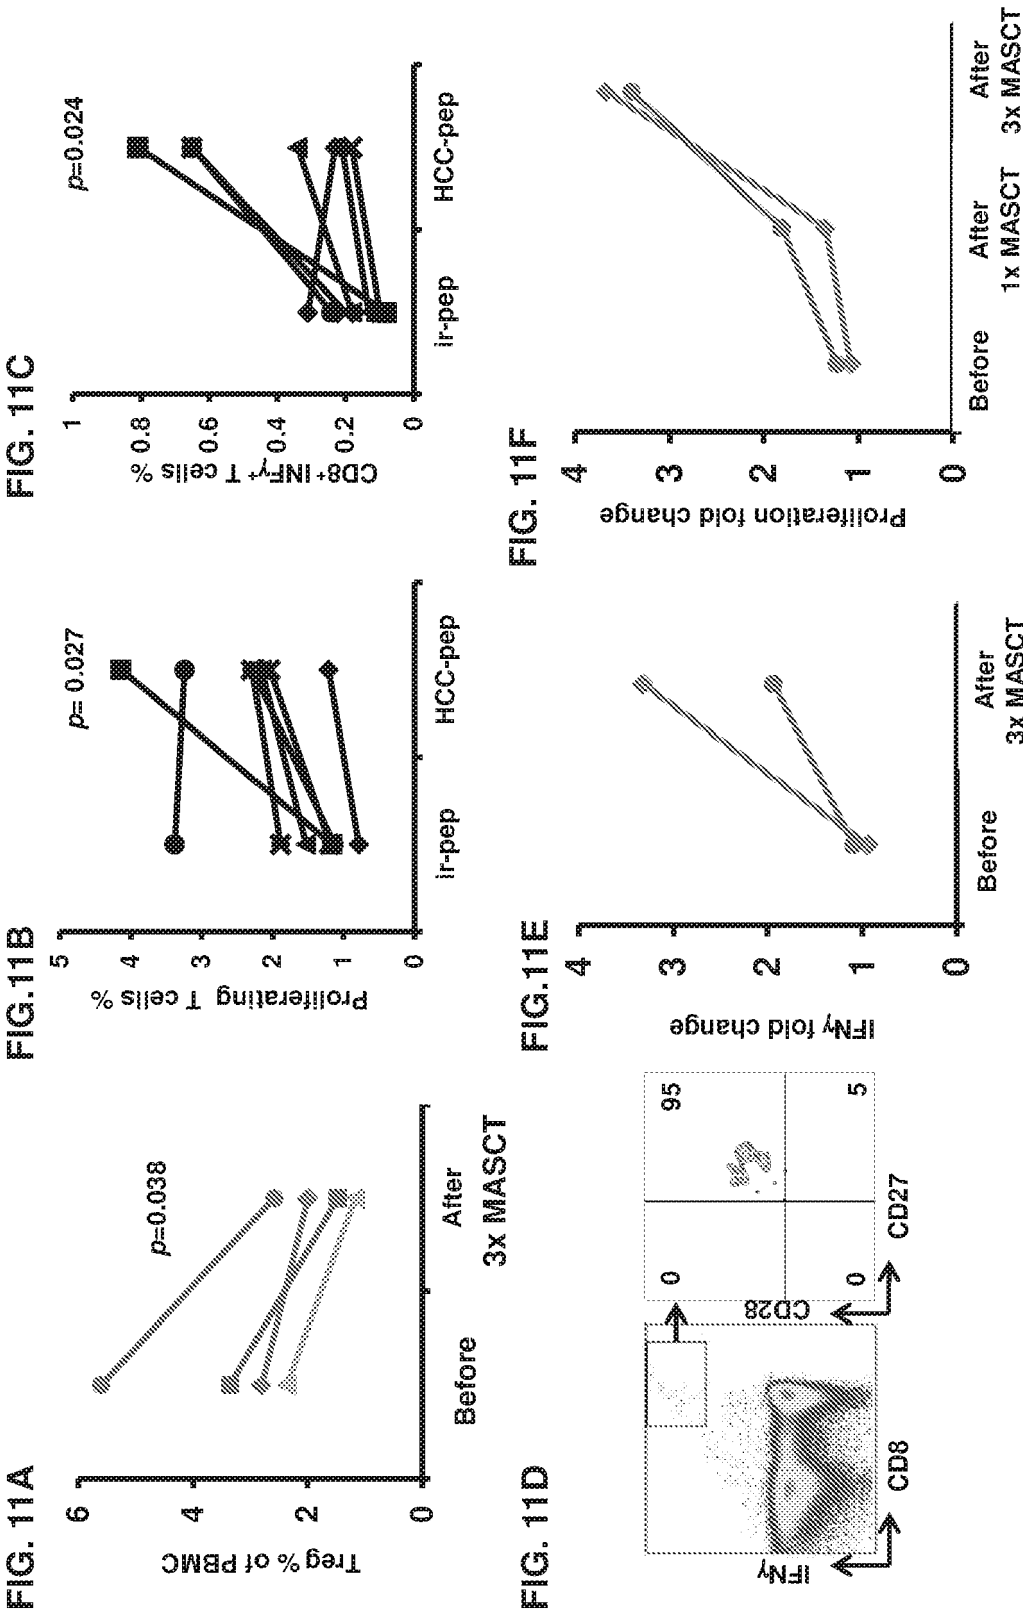 FIG. 11A
Treg % of PBMC
6
4
2
0
p=0.038
Before
After
3x MASCT
FIG.11B
Proliferating T cells %
5
4
3
2
1
0
p= 0.027
ir-pep
HCC-pep
FIG. 11C
CD8+INFγ+ T cells %
1
0.8
0.6
0.4
0.2
0
p=0.024
ir-pep
HCC-pep
FIG. 11D
IFNγ
CD8
CD28
CD27
0
95
0
5
FIG.11E
IFNγ fold change
4
3
2
1
0
Before
After
3x MASCT
FIG. 11F
Proliferation fold change
4
3
2
1
0
Before
After
1x MASCT
After
3x MASCT